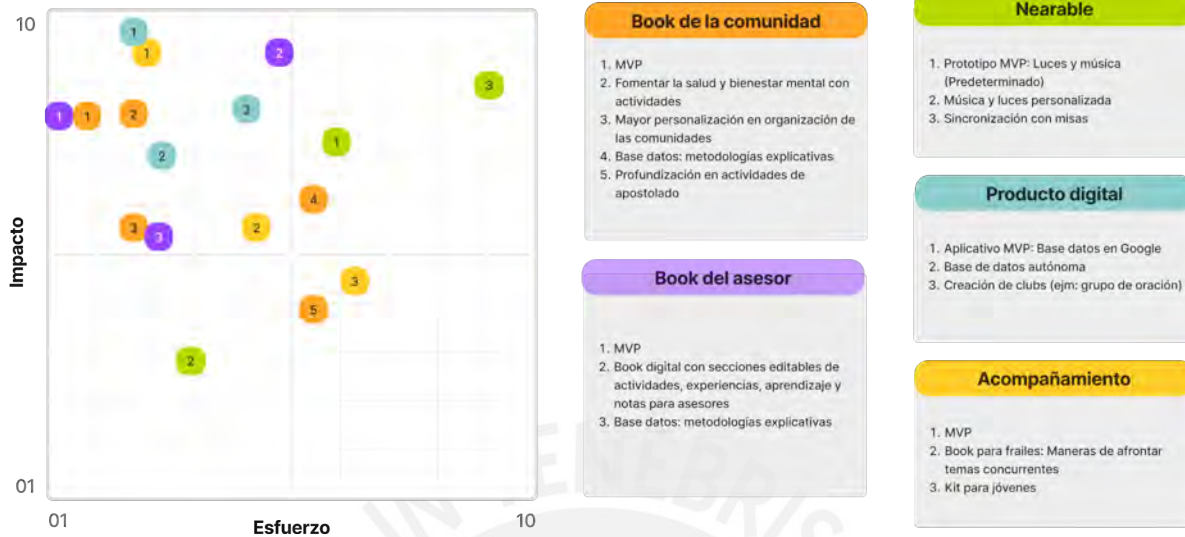 10
Impacto
01
01
Esfuerzo
10
1
1
2
3
1
1
2
3
2
1
4
3
3
2
3
5
2
Book de la comunidad
1. MVP
2. Fomentar la salud y bienestar mental con
actividades
3. Mayor personalización en organización de
las comunidades
4. Base datos: metodologías explicativas
5. Profundización en actividades de
apostolado
Book del asesor
1. MVP
2. Book digital con secciones editables de
actividades, experiencias, aprendizaje y
notas para asesores
3. Base datos: metodologías explicativas
Nearable
1. Prototipo MVP: Luces y música
(Predeterminado)
2. Música y luces personalizada
3. Sincronización con misas
Producto digital
1. Aplicativo MVP: Base datos en Google
2. Base de datos autónoma
3. Creación de clubs (ejm: grupo de oración)
Acompañamiento
1. MVP
2. Book para frailes: Maneras de afrontar
temas concurrentes
3. Kit para jóvenes
IN TENEBRIS